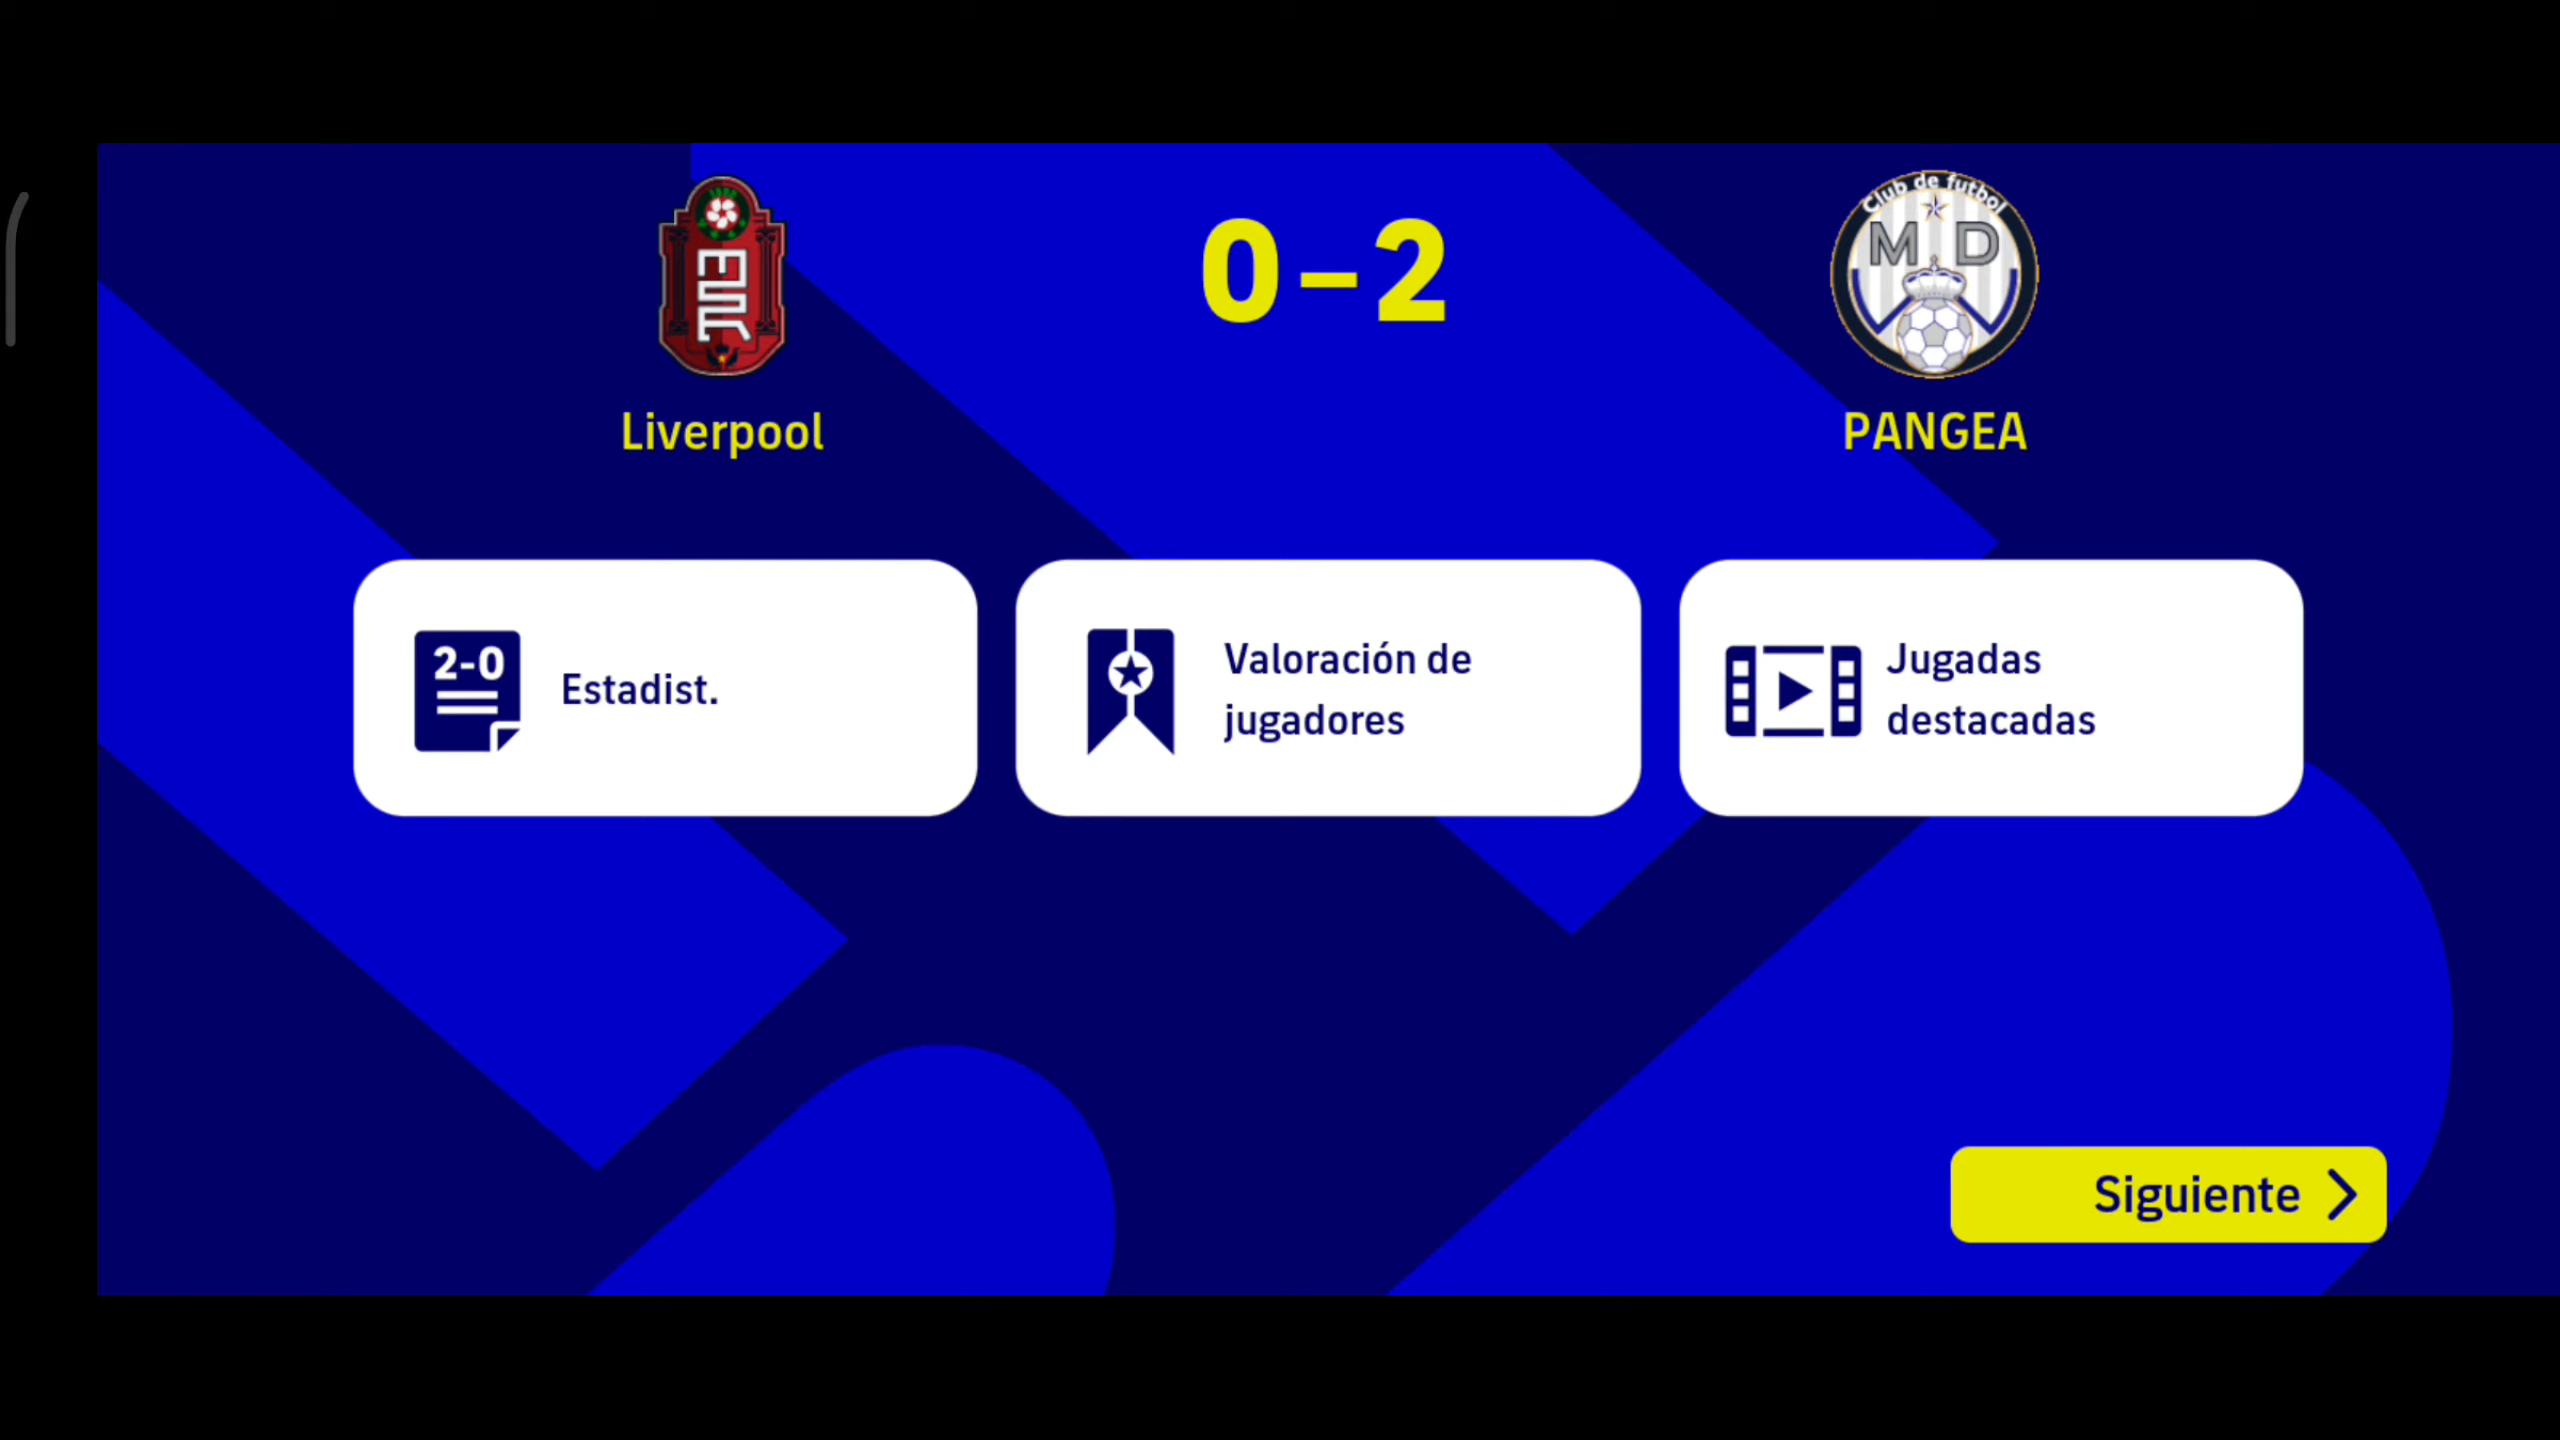 Club de futbol
M D
0-2
Liverpool
PANGEA
2-0
Estadist.
Valoración de
jugadores
Jugadas
destacadas
Siguiente